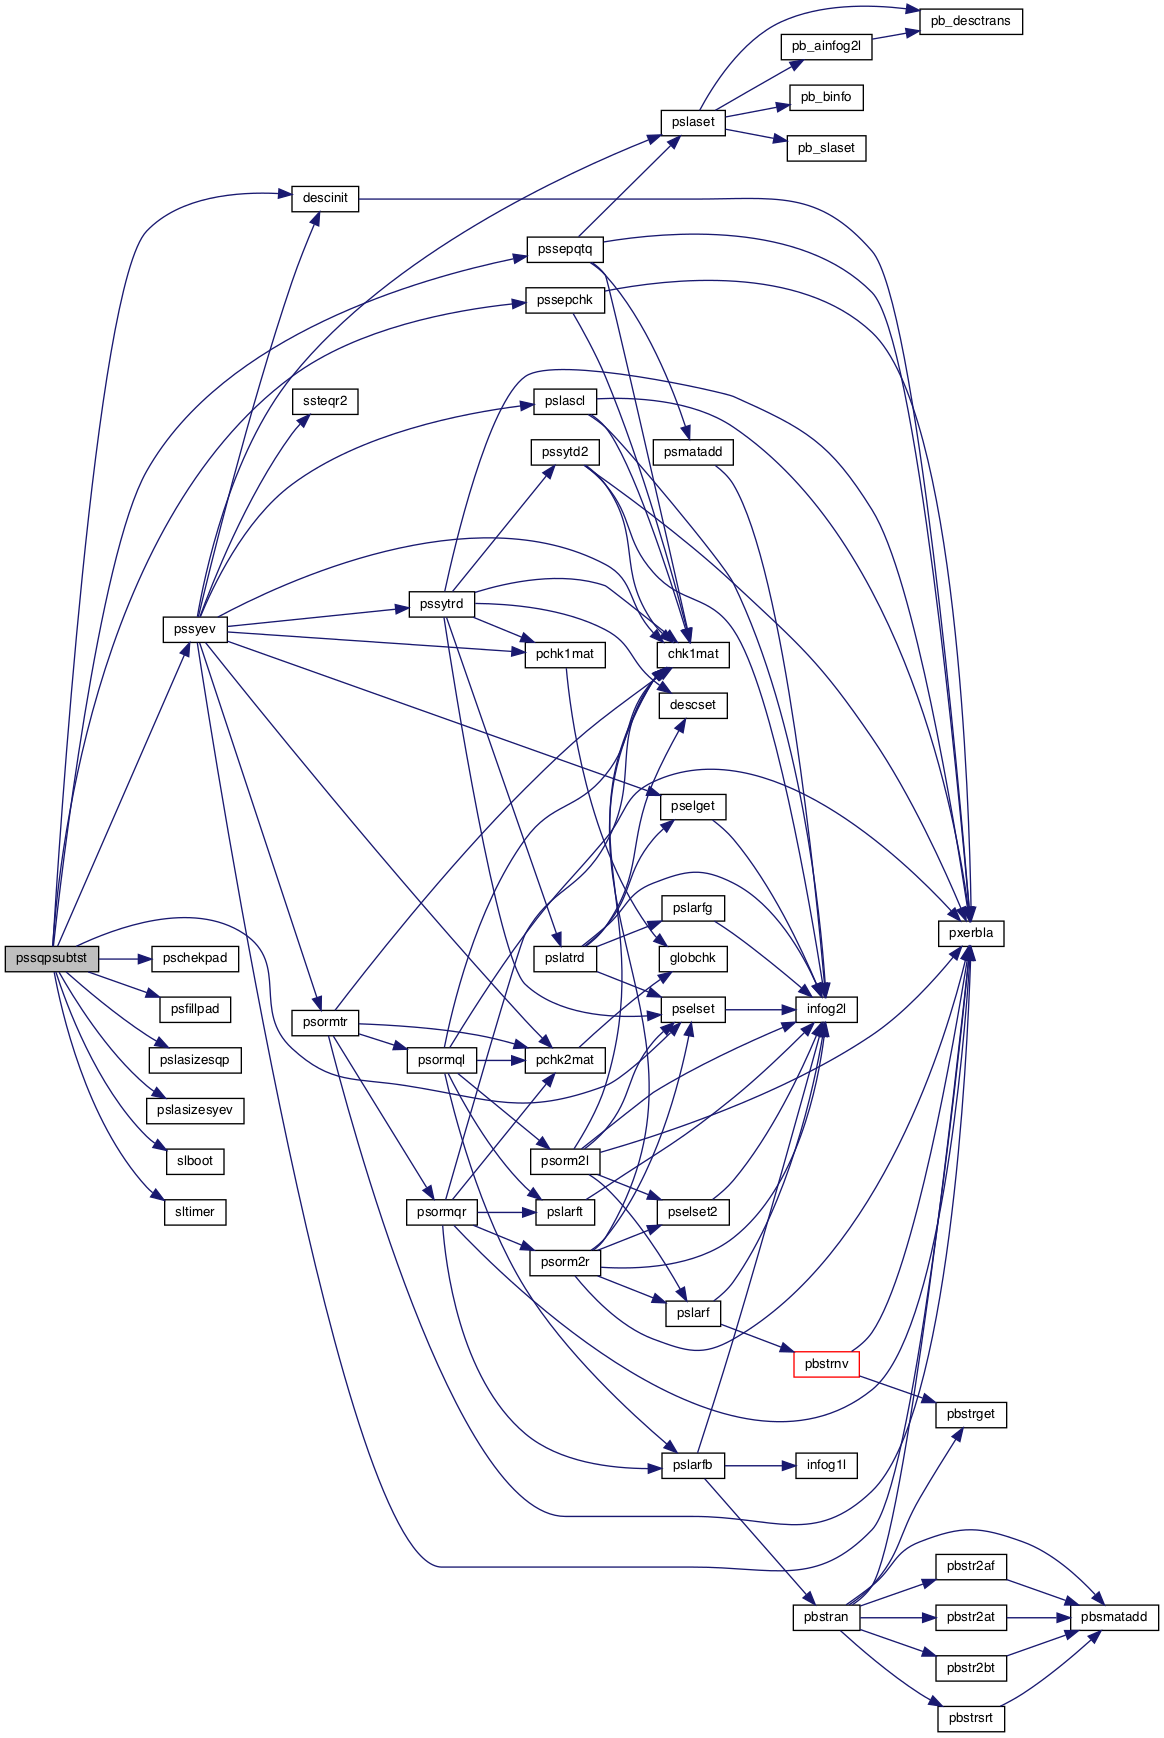 pb_desctrans
pb_ainfog2l
pb_binfo
pslaset
pb_slaset
descinit
pssepqtq
pssepchk
ssteqr2
pslascl
pssytd2
psmatadd
pssytrd
pssyev
pchk1mat
chk1mat
descset
pselget
pslarfg
pxerbla
pssqpsubtst
pschekpad
pslatrd
globchk
psfillpad
pselset
infog2l
psormtr
pslasizesqp
psormql
pchk2mat
pslasizesyev
slboot
psorm2l
sltimer
psormqr
pslarft
pselset2
psorm2r
pslarf
pbstrnv
pbstrget
pslarfb
infog1l
pbstr2af
pbstran
pbstr2at
pbsmatadd
pbstr2bt
pbstrsrt